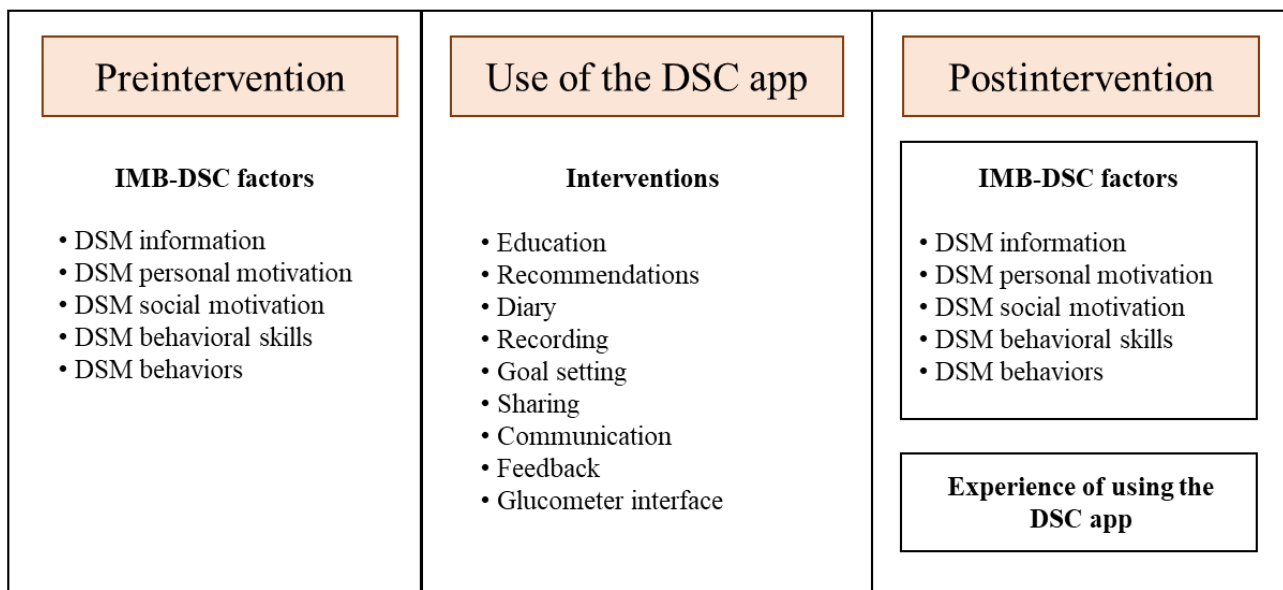 Preintervention
IMB-DSC factors
• DSM information
• DSM personal motivation
• DSM social motivation
• DSM behavioral skills
• DSM behaviors
Use of the DSC app
Interventions
• Education
• Recommendations
• Diary
• Recording
• Goal setting
• Sharing
• Communication
• Feedback
• Glucometer interface
Postintervention
IMB-DSC factors
• DSM information
• DSM personal motivation
• DSM social motivation
• DSM behavioral skills
• DSM behaviors
Experience of using the
DSC app